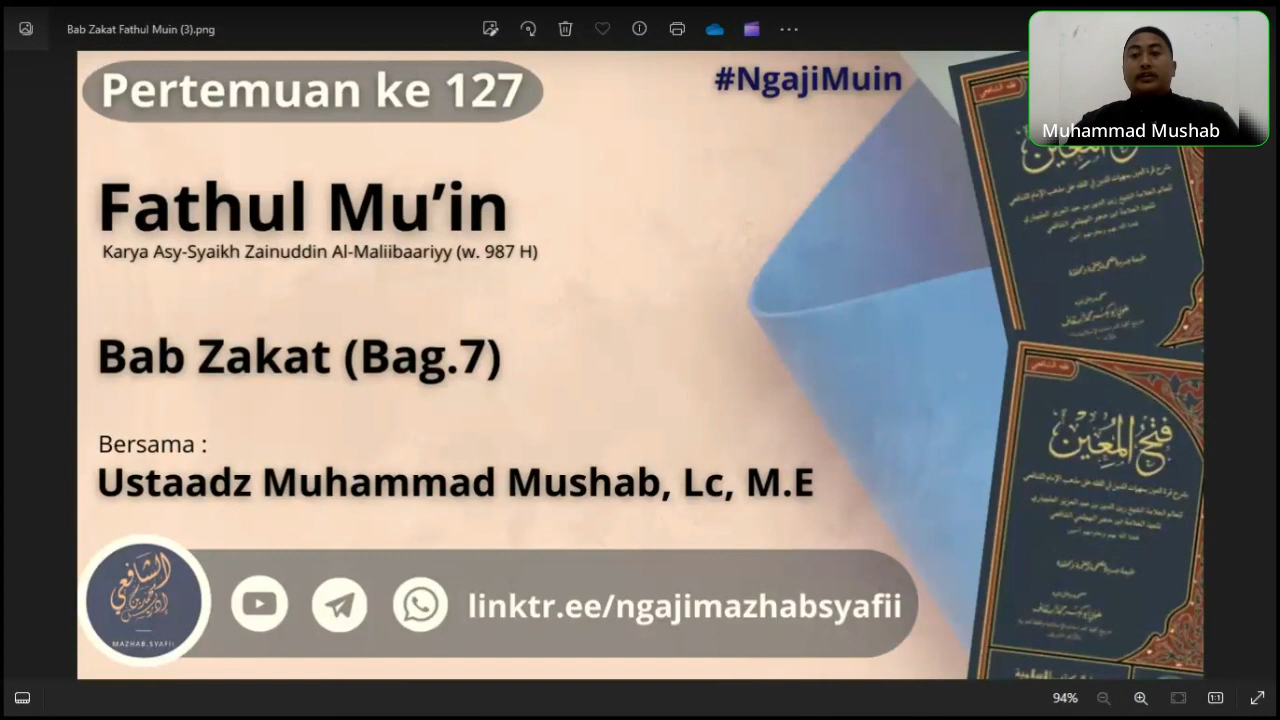 Bab Zakat Fathul Muin (3).png
Muhammad Mushab
Pertemuan ke 127
#NgajiMuin
Fathul Mu’in
Karya Asy-Syaikh Zainuddin Al-Maliibaariyy (w. 987 H)
Bab Zakat (Bag.7)
Bersama :
Ustaadz Muhammad Mushab, Lc, M.E
الشافعي
MAZHAB.SYAFII
linktr.ee/ngajimazhabsyafii
فتح المعين
94%
1:1